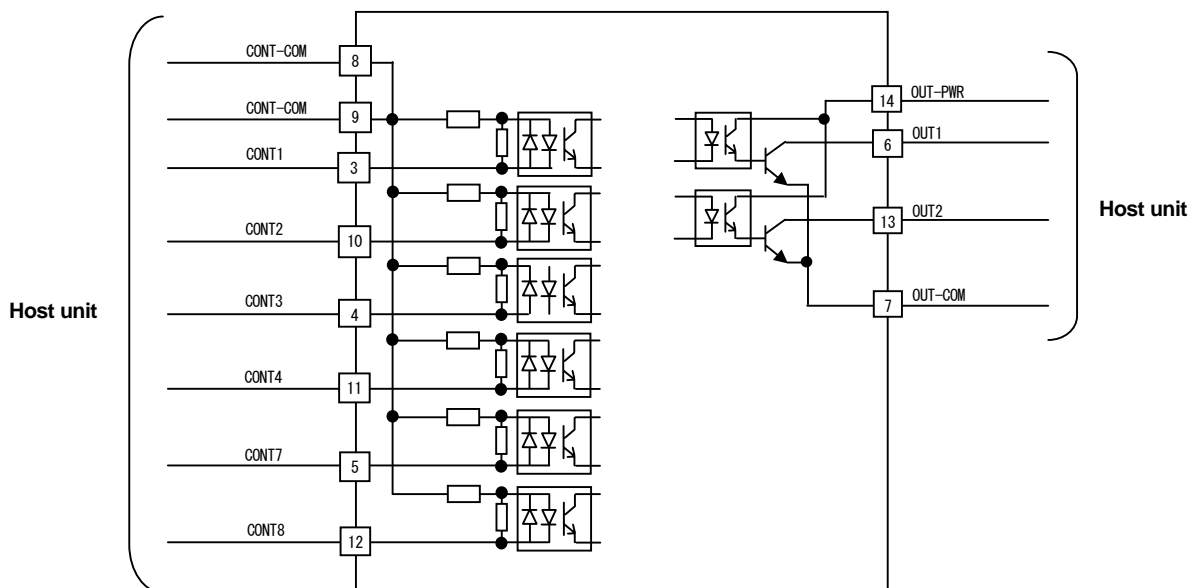 CONT-COM
8
CONT-COM
9
CONT1
3
CONT2
10
CONT3
4
CONT4
11
CONT7
5
CONT8
12
Host unit
14 OUT-PWR
6 OUT1
13 OUT2
7 OUT-COM
Host unit